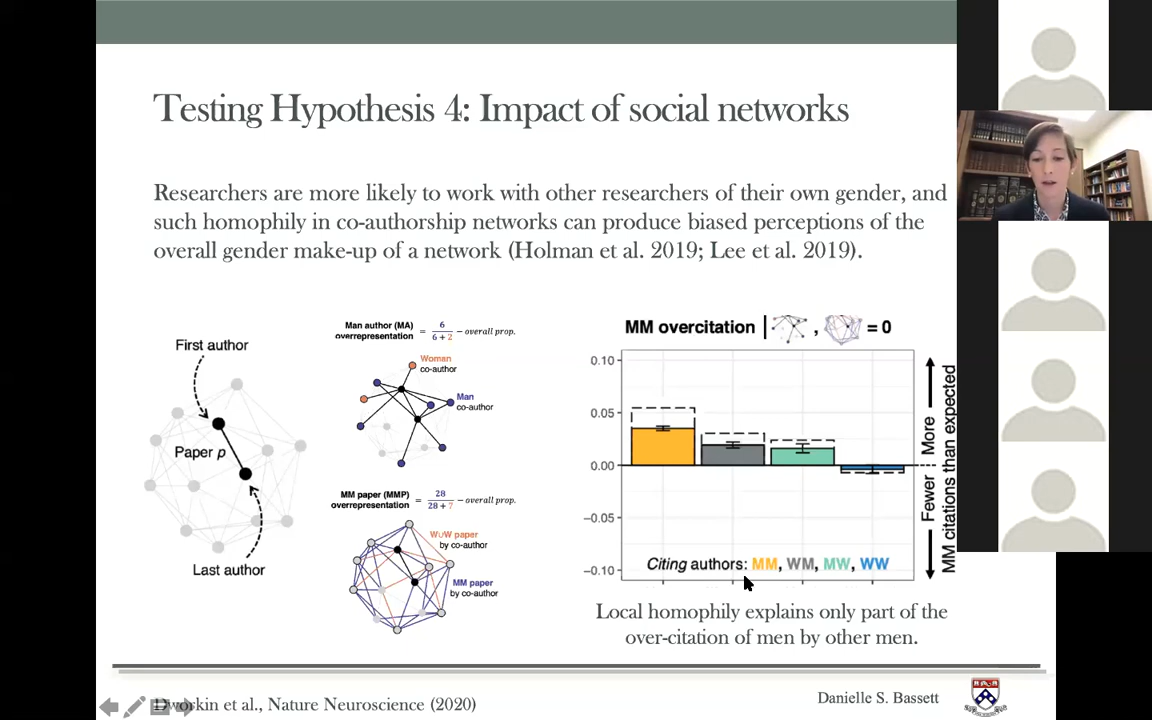 Testing Hypothesis 4: Impact of social networks
Researchers are more likely to work with other researchers of their own gender, and
such homophily in co-authorship networks can produce biased perceptions of the
overall gender make-up of a network (Holman et al. 2019; Lee et al. 2019).
First author
Paper p
Last author
Man author (MA)
overrepresentation = 6 / 6 + 2 – overall prop.
Woman
co-author
Man
co-author
MM paper (MMP)
overrepresentation = 28 / 28 + 7 – overall prop.
W∪W paper
by co-author
MM paper
by co-author
MM overcitation | , = 0
0.10
0.05
0.00
−0.05
−0.10
Citing authors: MM, WM, MW, WW
Fewer More
MM citations than expected
Local homophily explains only part of the
over-citation of men by other men.
Dworkin et al., Nature Neuroscience (2020)
Danielle S. Bassett